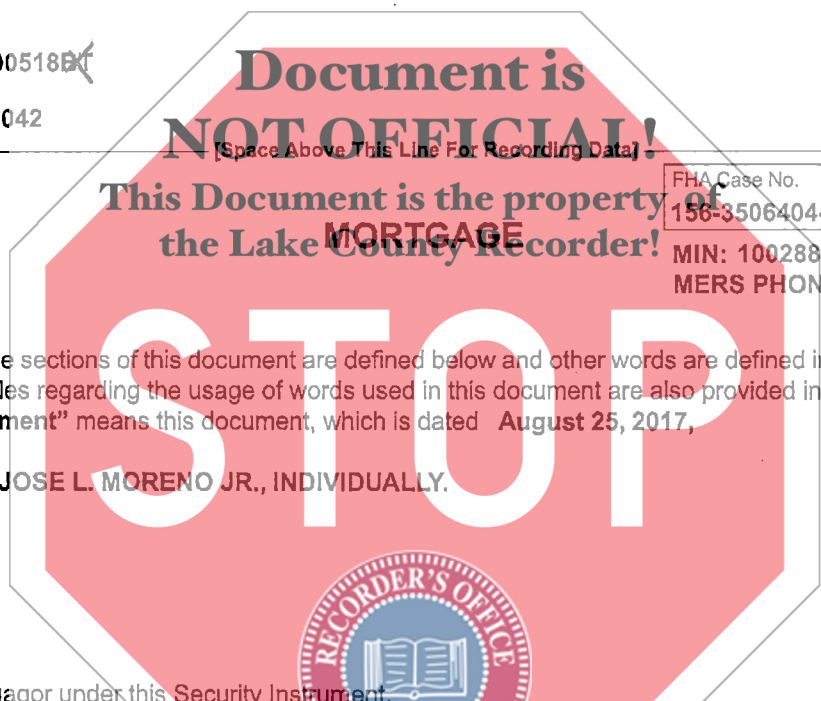 00518BT
Document is
042
NOT OFFICIAL!
[Space Above This Line For Recording Data]
FHA Case No.
This Document is the property of
156-3506404-
MORTGAGE
the Lake County Recorder!
MIN: 100288
MERS PHON
e sections of this document are defined below and other words are defined in
les regarding the usage of words used in this document are also provided in
ment” means this document, which is dated August 25, 2017,
STOP
JOSE L. MORENO JR., INDIVIDUALLY.
RECORDER'S OFFICE
gagor under this Security Instrument.